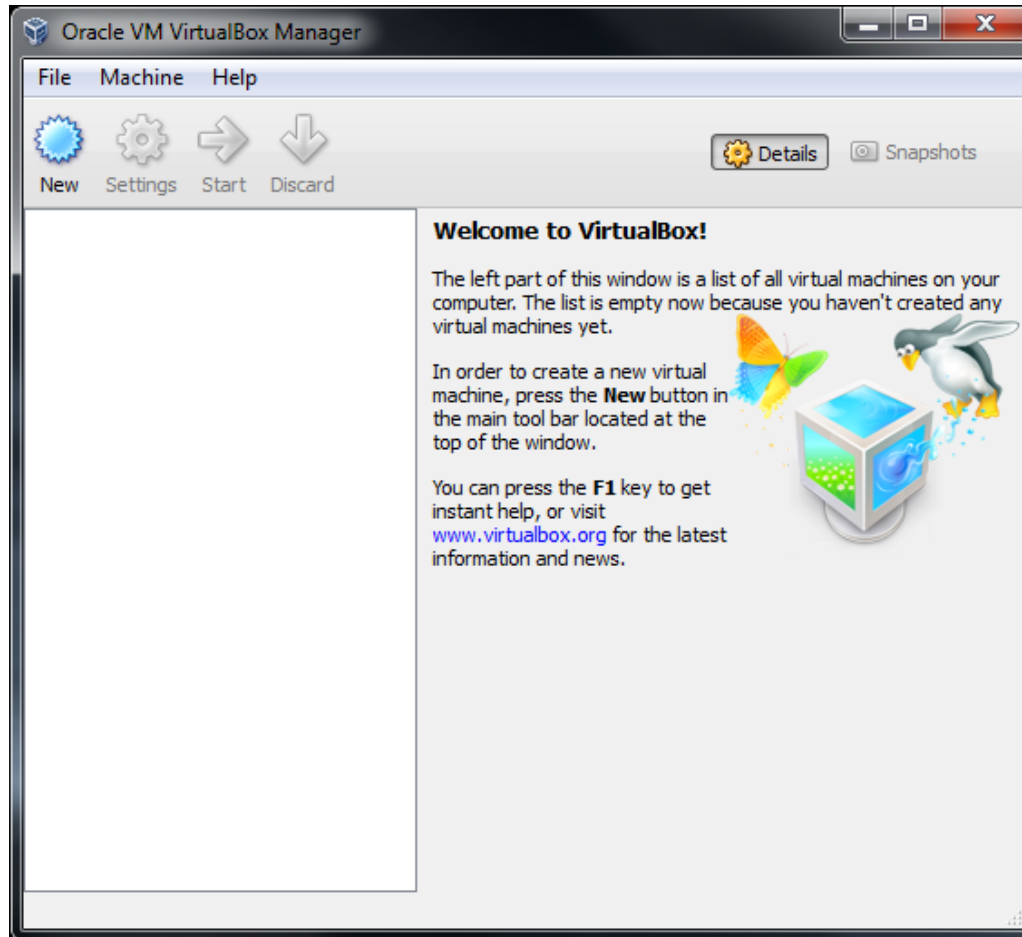 Oracle VM VirtualBox Manager
File Machine Help
New Settings Start Discard Details Snapshots
Welcome to VirtualBox!
The left part of this window is a list of all virtual machines on your
computer. The list is empty now because you haven't created any
virtual machines yet.
In order to create a new virtual
machine, press the New button in
the main tool bar located at the
top of the window.
You can press the F1 key to get
instant help, or visit
www.virtualbox.org for the latest
information and news.